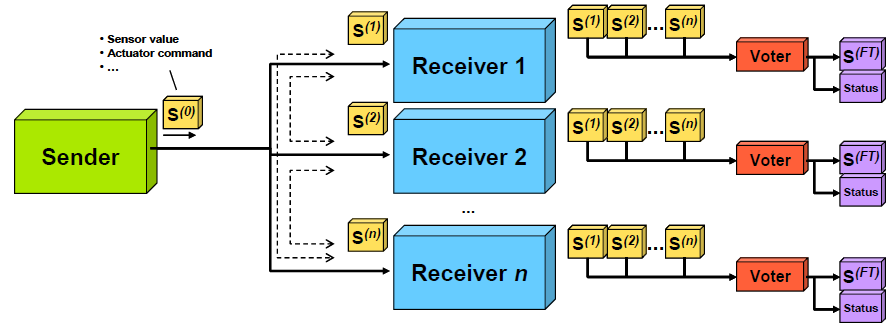 • Sensor value
• Actuator command
• ...
S(0)
Sender
S(1)
Receiver 1
S(1) S(2) ... S(n)
Voter
S(FT)
Status
S(2)
Receiver 2
S(1) S(2) ... S(n)
Voter
S(FT)
Status
...
S(n)
Receiver n
S(1) S(2) ... S(n)
Voter
S(FT)
Status